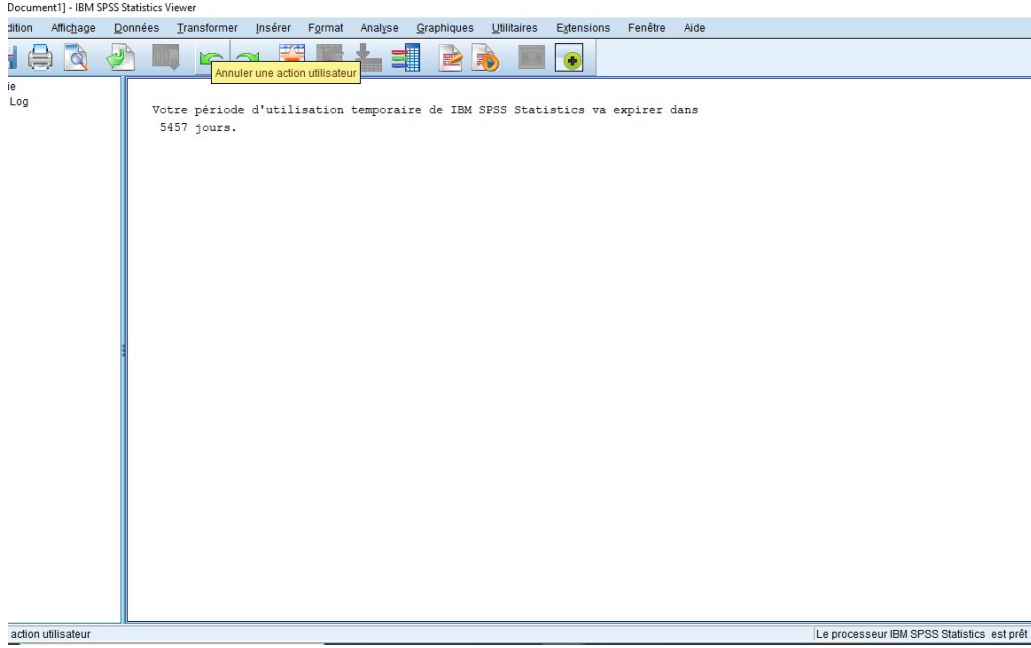 Document1] - IBM SPSS Statistics Viewer
dition Affichage Données Transformer Insérer Format Analyse Graphiques Utilitaires Extensions Fenêtre Aide
Annuler une action utilisateur
ie
Log
Votre période d'utilisation temporaire de IBM SPSS Statistics va expirer dans
5457 jours.
action utilisateur
Le processeur IBM SPSS Statistics est prêt